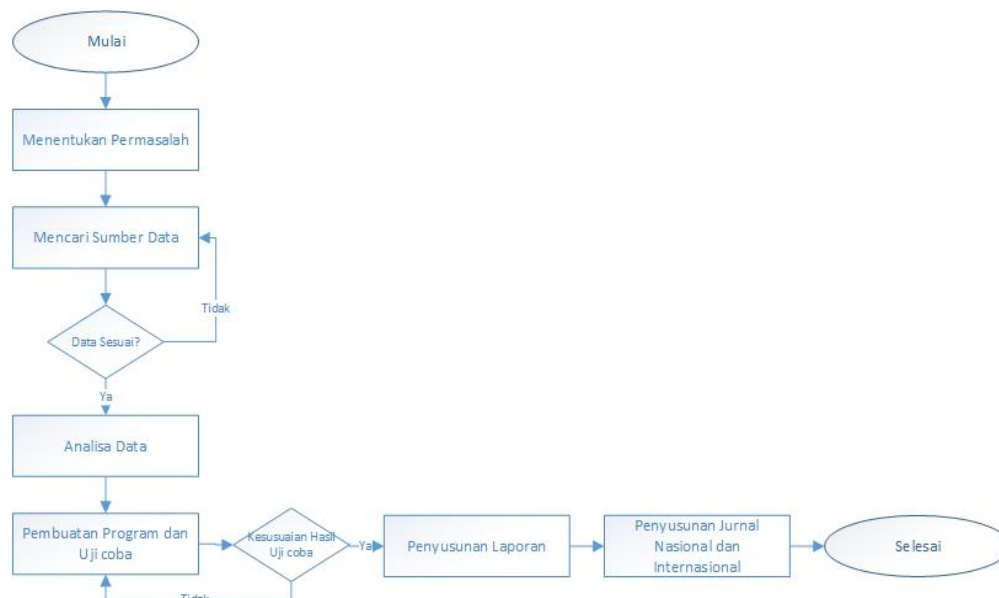 Mulai
Menentukan Permasalah
Mencari Sumber Data
Tidak
Data Sesuai?
Ya
Analisa Data
Pembuatan Program dan
Uji coba
Kesusuaian Hasil
Uji coba
Ya
Penyusunan Laporan
Penyusunan Jurnal
Nasional dan
Internasional
Selesai
Tidak